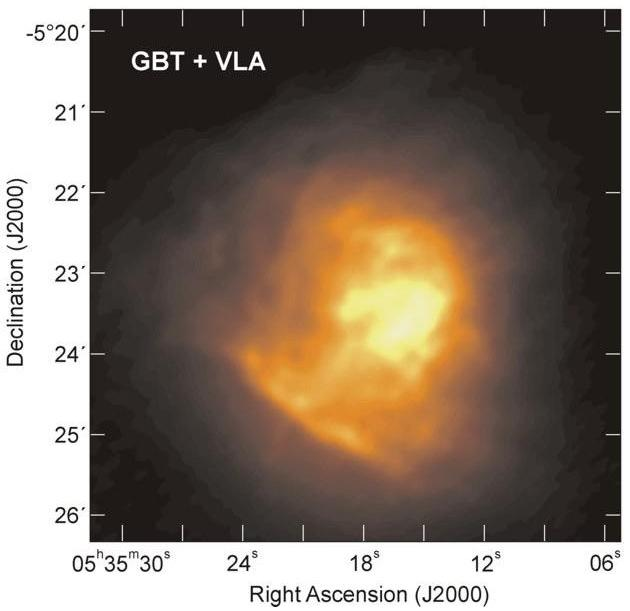 -5°20′
GBT + VLA
21′
22′
23′
24′
25′
26′
Declination (J2000)
05ʰ35ᵐ30ˢ 24ˢ 18ˢ 12ˢ 06ˢ
Right Ascension (J2000)